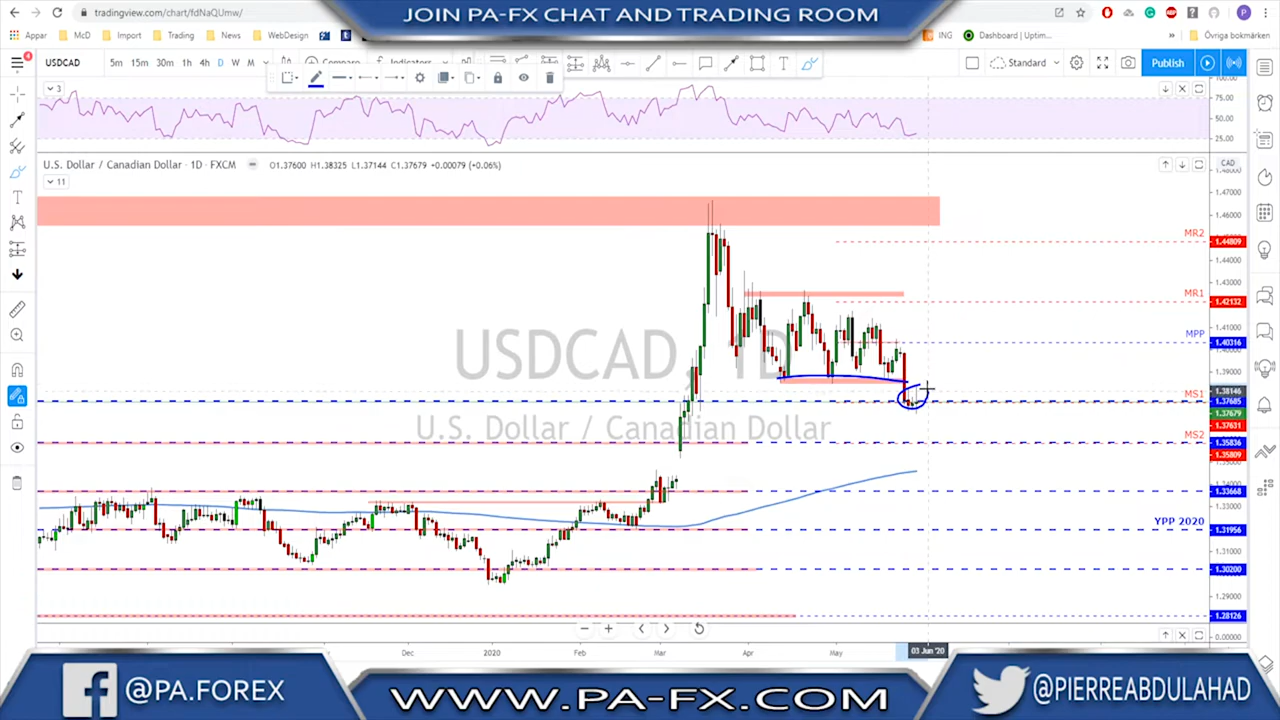 JOIN PA-FX CHAT AND TRADING ROOM
tradingview.com/chart/fdNaQUmw/
Appar McD Import Trading News WebDesign ING Dashboard | Uptim... Övriga bokmärken
USDCAD 5m 15m 30m 1h 4h D W M Compare Indicators Standard Publish
3
100.00
75.00
50.00
25.00
U.S. Dollar / Canadian Dollar · 1D · FXCM O1.37600 H1.38325 L1.37144 C1.37679 +0.00079 (+0.06%)
CAD
11
1.48000
1.47000
1.46000
MR2
1.44809
1.44000
1.43000
MR1
1.42132
1.41000
MPP
1.40316
1.40000
USDCAD, 1D
1.39000
MS1
1.38146
1.37685
1.37679
1.37631
U.S. Dollar / Canadian Dollar
MS2
1.35836
1.35809
1.34000
1.33668
1.33000
YPP 2020
1.31956
1.31000
1.30200
1.29000
1.28126
0.00000
Dec 2020 Feb Mar Apr May 03 Jun '20
@PA.FOREX
WWW.PA-FX.COM
@PIERREABDULAHAD